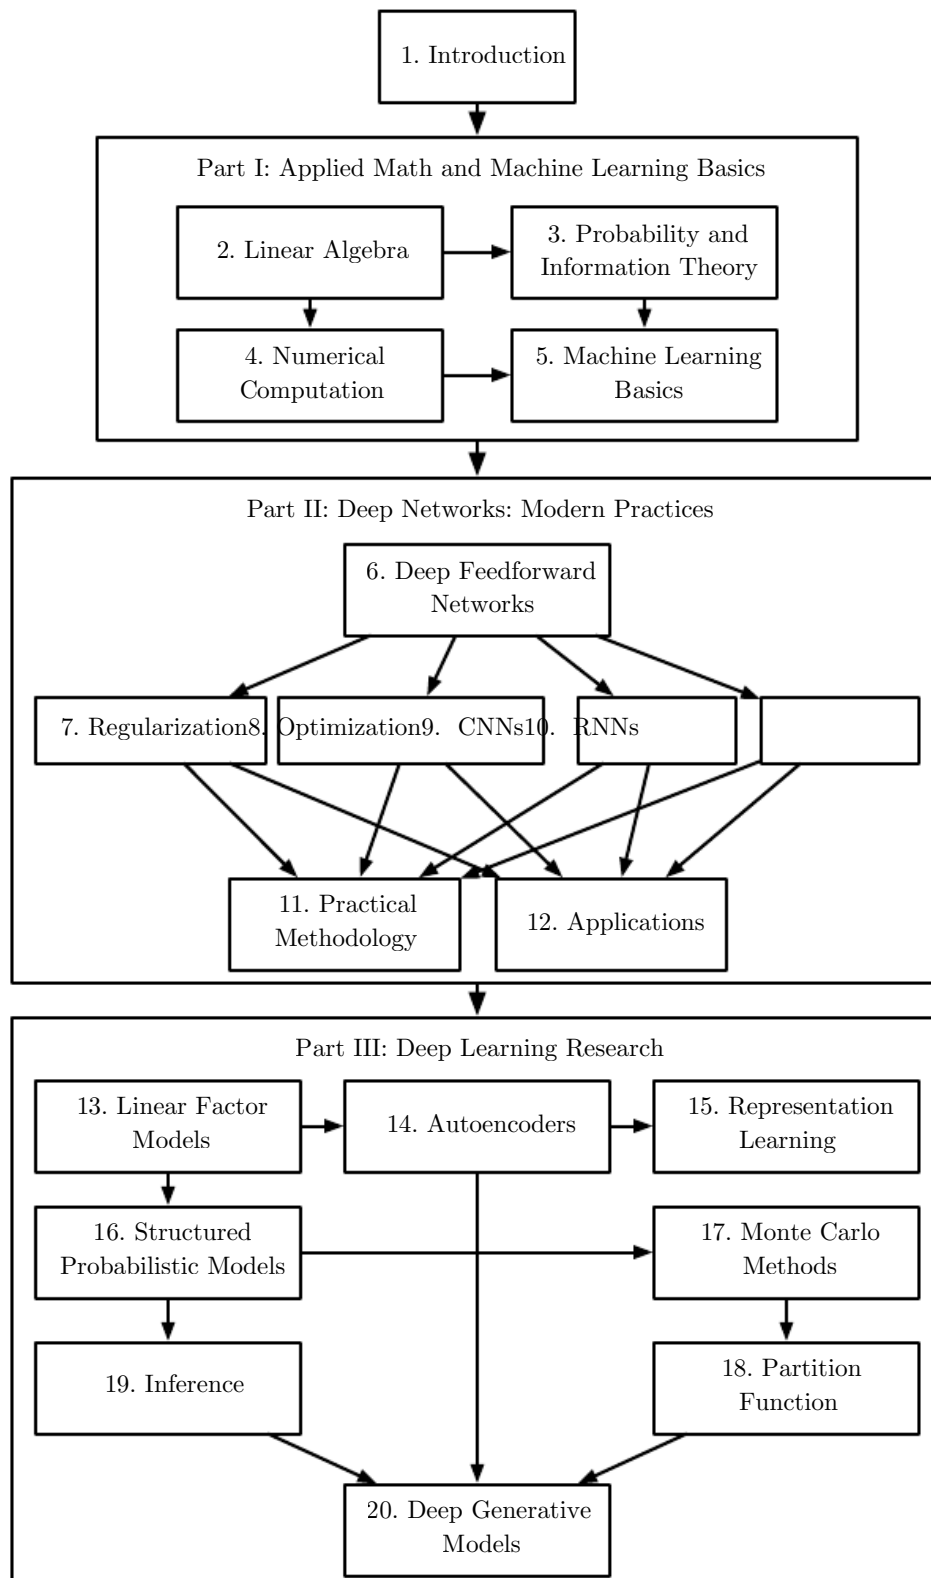 1. Introduction
Part I: Applied Math and Machine Learning Basics
2. Linear Algebra
3. Probability and
Information Theory
4. Numerical
Computation
5. Machine Learning
Basics
Part II: Deep Networks: Modern Practices
6. Deep Feedforward
Networks
7. Regularization8. Optimization9. CNNs10. RNNs
11. Practical
Methodology
12. Applications
Part III: Deep Learning Research
13. Linear Factor
Models
14. Autoencoders
15. Representation
Learning
16. Structured
Probabilistic Models
17. Monte Carlo
Methods
19. Inference
18. Partition
Function
20. Deep Generative
Models